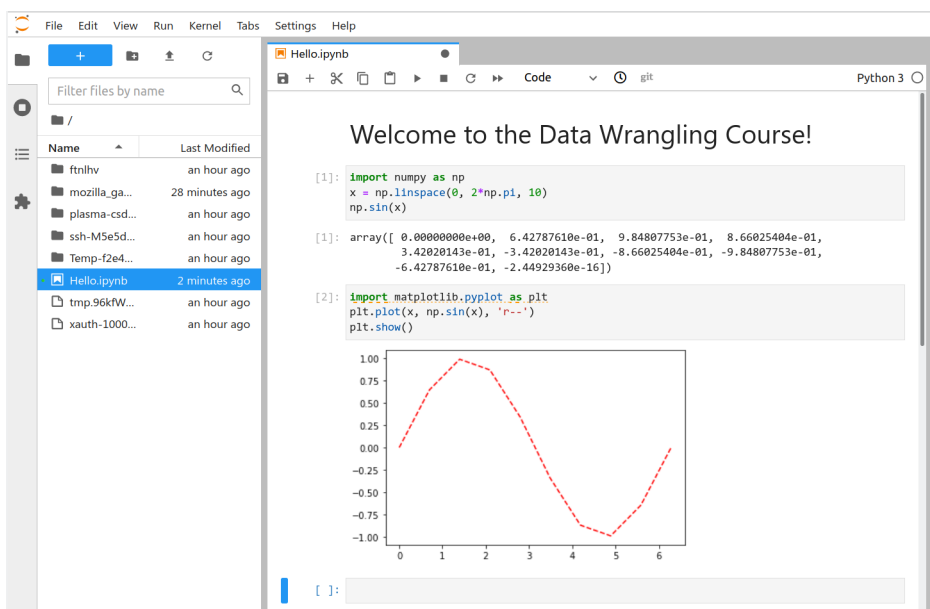 File Edit View Run Kernel Tabs Settings Help
Filter files by name
/
Name Last Modified
ftnlhv an hour ago
mozilla_ga... 28 minutes ago
plasma-csd... an hour ago
ssh-M5e5d... an hour ago
Temp-f2e4... an hour ago
Hello.ipynb 2 minutes ago
tmp.96kfW... an hour ago
xauth-1000... an hour ago
Hello.ipynb
Code git Python 3
Welcome to the Data Wrangling Course!
[1]: import numpy as np
x = np.linspace(0, 2*np.pi, 10)
np.sin(x)
[1]: array([ 0.00000000e+00, 6.42787610e-01, 9.84807753e-01, 8.66025404e-01,
3.42020143e-01, -3.42020143e-01, -8.66025404e-01, -9.84807753e-01,
-6.42787610e-01, -2.44929360e-16])
[2]: import matplotlib.pyplot as plt
plt.plot(x, np.sin(x), 'r--')
plt.show()
1.00
0.75
0.50
0.25
0.00
−0.25
−0.50
−0.75
−1.00
0 1 2 3 4 5 6
[ ]: